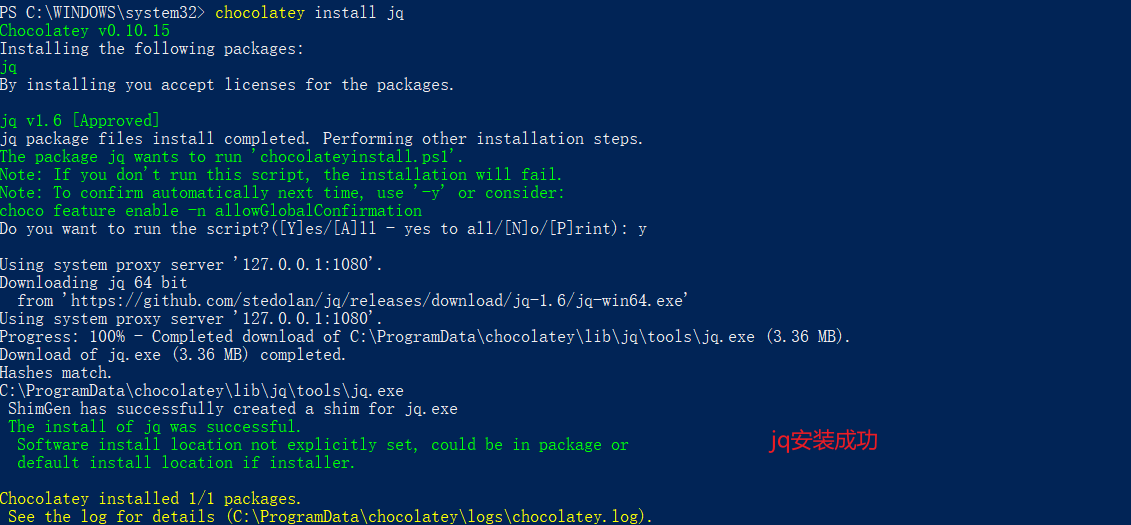 PS C:\WINDOWS\system32> chocolatey install jq
Chocolatey v0.10.15
Installing the following packages:
jq
By installing you accept licenses for the packages.

jq v1.6 [Approved]
jq package files install completed. Performing other installation steps.
The package jq wants to run 'chocolateyinstall.ps1'.
Note: If you don't run this script, the installation will fail.
Note: To confirm automatically next time, use '-y' or consider:
choco feature enable -n allowGlobalConfirmation
Do you want to run the script?([Y]es/[A]ll - yes to all/[N]o/[P]rint): y

Using system proxy server '127.0.0.1:1080'.
Downloading jq 64 bit
  from 'https://github.com/stedolan/jq/releases/download/jq-1.6/jq-win64.exe'
Using system proxy server '127.0.0.1:1080'.
Progress: 100% - Completed download of C:\ProgramData\chocolatey\lib\jq\tools\jq.exe (3.36 MB).
Download of jq.exe (3.36 MB) completed.
Hashes match.
C:\ProgramData\chocolatey\lib\jq\tools\jq.exe
 ShimGen has successfully created a shim for jq.exe
 The install of jq was successful.
  Software install location not explicitly set, could be in package or
  default install location if installer.
jq安装成功

Chocolatey installed 1/1 packages.
 See the log for details (C:\ProgramData\chocolatey\logs\chocolatey.log).